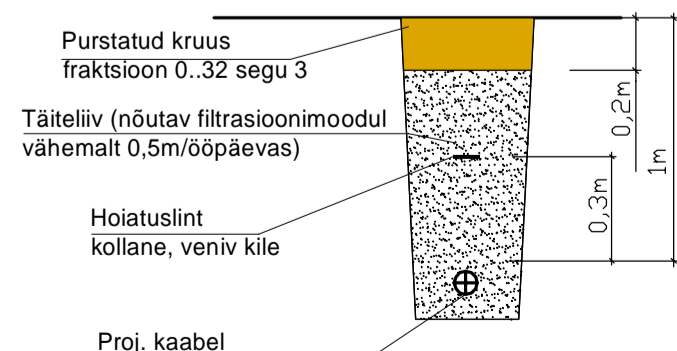 Purstatud kruus
fraktsioon 0..32 segu 3
Täiteliiv (nõutav filtrasioonimoodul
vähemalt 0,5m/ööpäevas)
Hoiatuslint
kollane, veniv kile
Proj. kaabel
0,2m
1m
0,3m